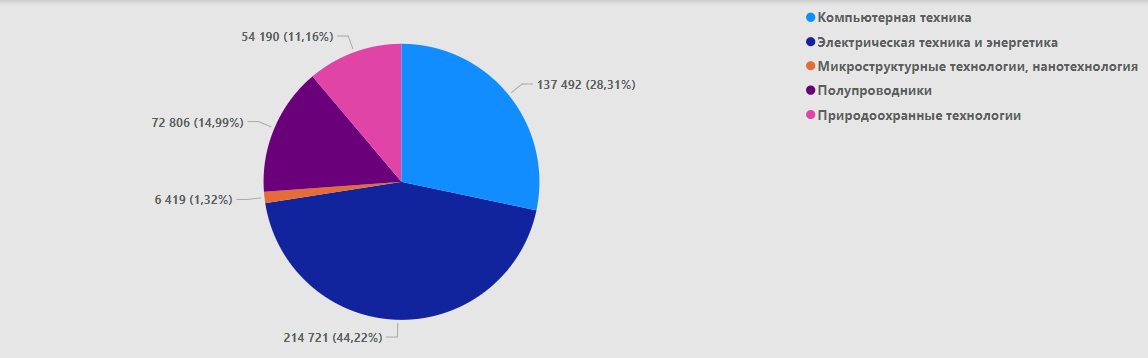 Компьютерная техника
Электрическая техника и энергетика
Микроструктурные технологии, нанотехнология
Полупроводники
Природоохранные технологии
54 190 (11,16%)
137 492 (28,31%)
72 806 (14,99%)
6 419 (1,32%)
214 721 (44,22%)